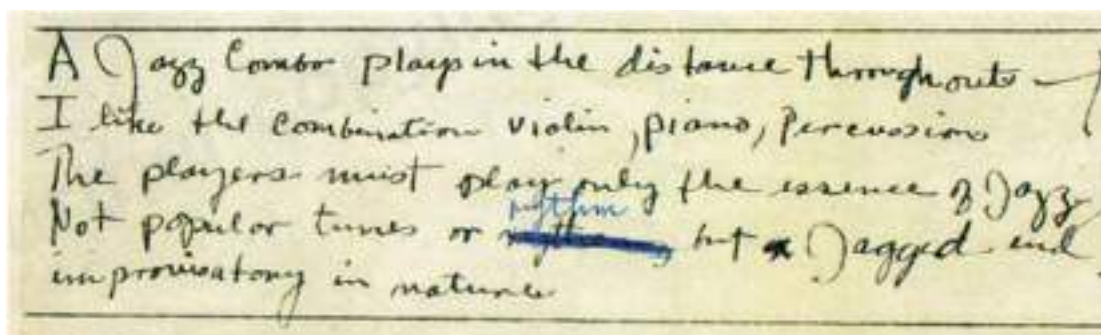 A Jazz Combo plays in the distance throughout –
I like the combination violin, piano, percussion
The players must play only the essence of Jazz
Not popular tunes or rythm but Jagged and
improvisatory in nature